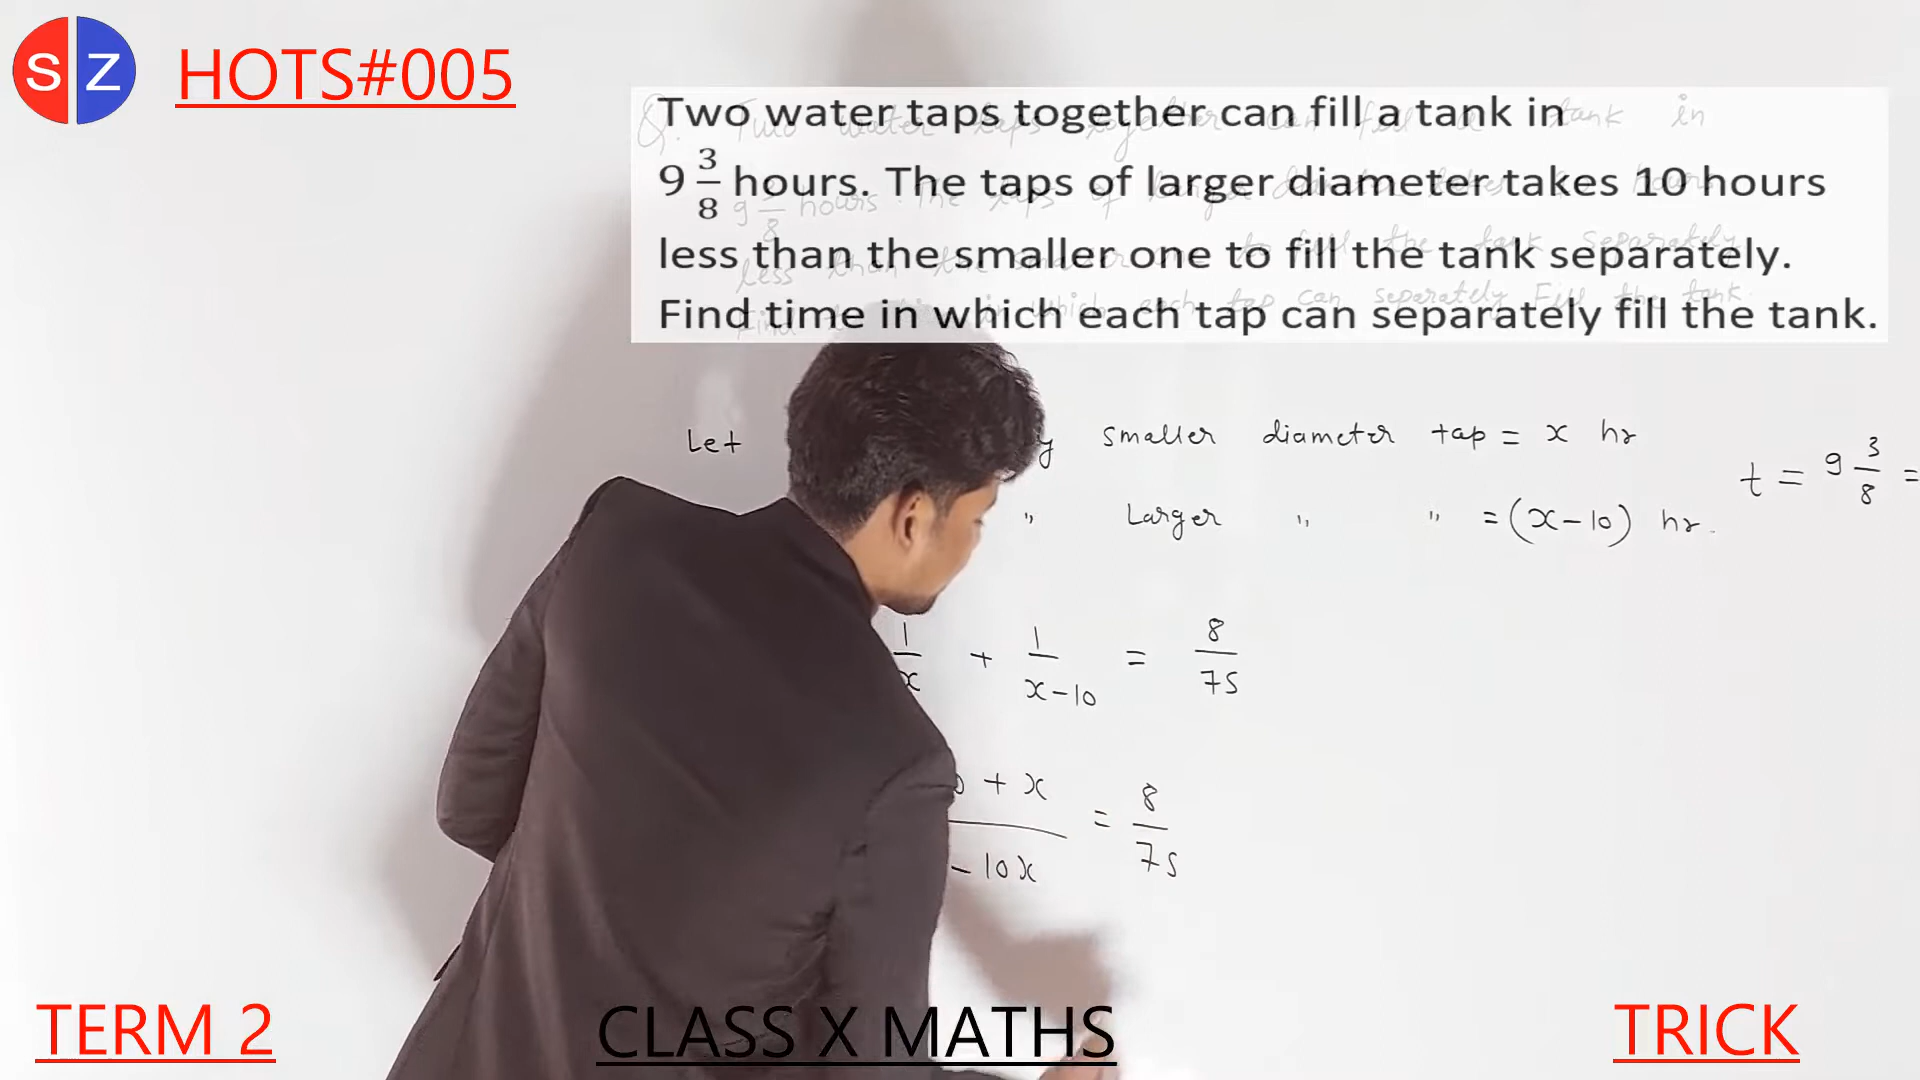 S Z
HOTS#005
Two water taps together can fill a tank in
9 3/8 hours. The taps of larger diameter takes 10 hours
less than the smaller one to fill the tank separately.
Find time in which each tap can separately fill the tank.
Let y smaller diameter tap = x hr
" Larger " " = (x-10) hr.
t = 9 3/8 =
1/x + 1/x-10 = 8/75
+ x / - 10x = 8/75
TERM 2
CLASS X MATHS
TRICK